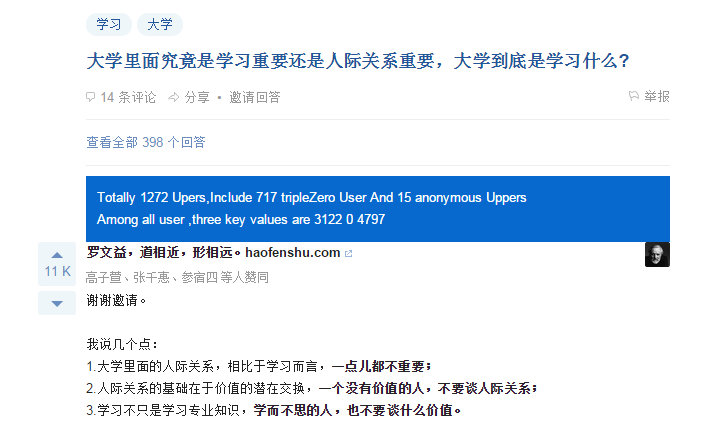 学习 大学
大学里面究竟是学习重要还是人际关系重要，大学到底是学习什么?
14 条评论 分享 • 邀请回答 举报
查看全部 398 个回答
Totally 1272 Upers,Include 717 tripleZero User And 15 anonymous Uppers
Among all user ,three key values are 3122 0 4797
罗文益，道相近，形相远。haofenshu.com
11 K
高子萱、张千惠、参宿四 等人赞同
谢谢邀请。
我说几个点：
1.大学里面的人际关系，相比于学习而言，一点儿都不重要；
2.人际关系的基础在于价值的潜在交换，一个没有价值的人，不要谈人际关系；
3.学习不只是学习专业知识，学而不思的人，也不要谈什么价值。